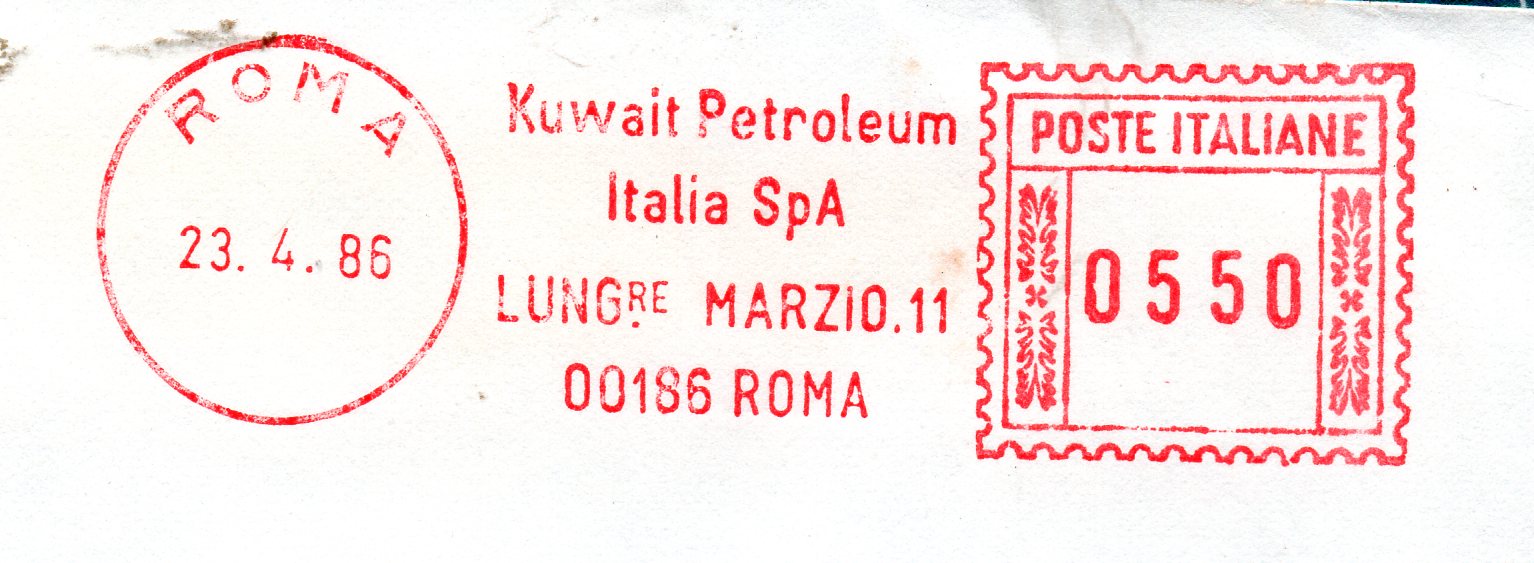 ROMA
23. 4. 86
Kuwait Petroleum
Italia SpA
LUNGRE MARZIO.11
00186 ROMA
POSTE ITALIANE
0550